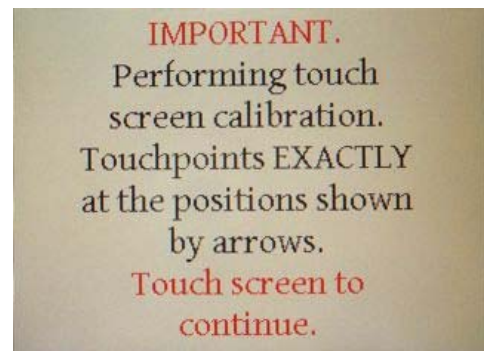 IMPORTANT.
Performing touch
screen calibration.
Touchpoints EXACTLY
at the positions shown
by arrows.
Touch screen to
continue.